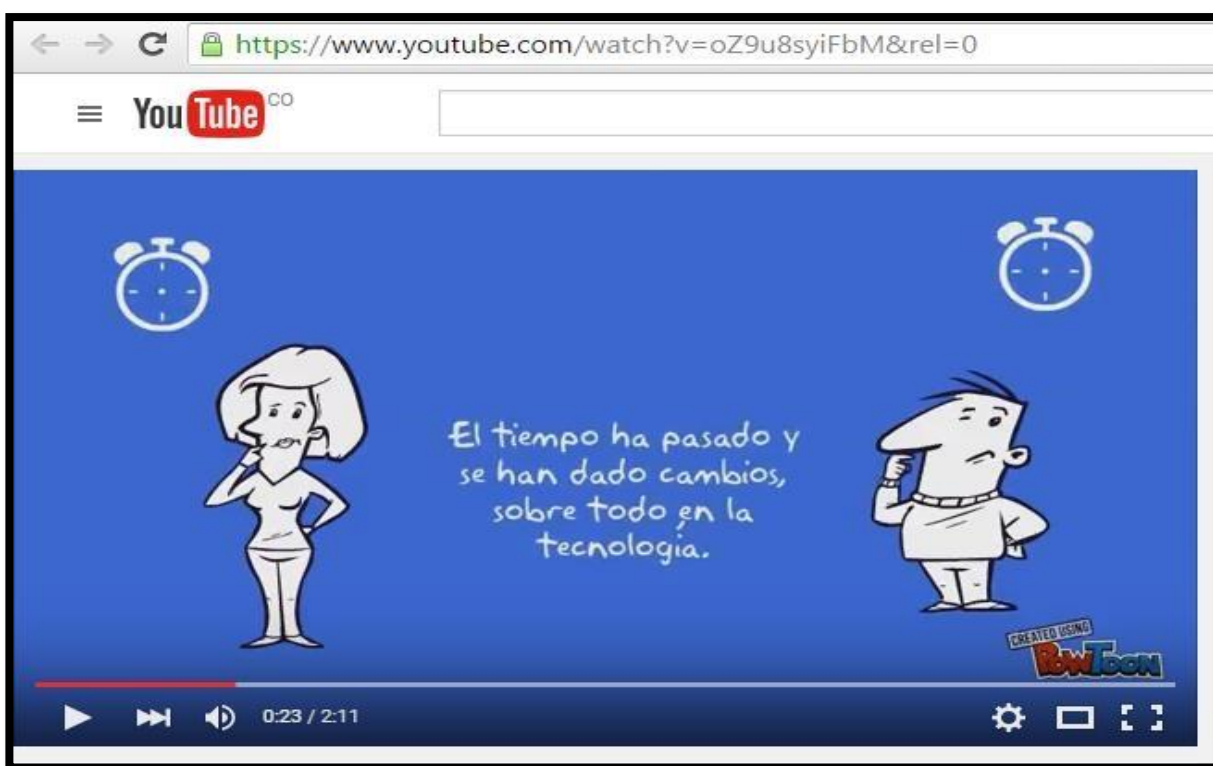 https://www.youtube.com/watch?v=oZ9u8syiFbM&rel=0
YouTube CO
El tiempo ha pasado y
se han dado cambios,
sobre todo en la
tecnología.
CREATED USING
POWTOON
0:23 / 2:11